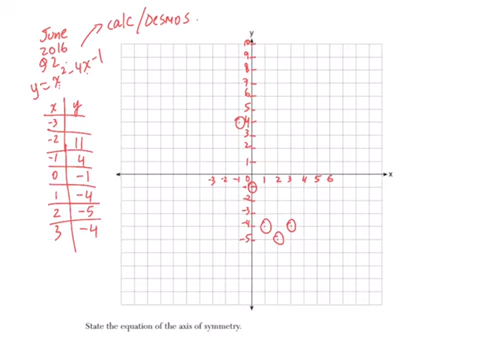 June
2016
Q2
→ calc/DESMOS.
y = x² - 4x - 1
x y
-3
-2 11
-1 4
0 -1
1 -4
2 -5
3 -4
y
10
9
8
7
6
5
4
3
2
1
-3 -2 -1 0 1 2 3 4 5 6 x
-1
-2
-3
-4
-5
State the equation of the axis of symmetry.